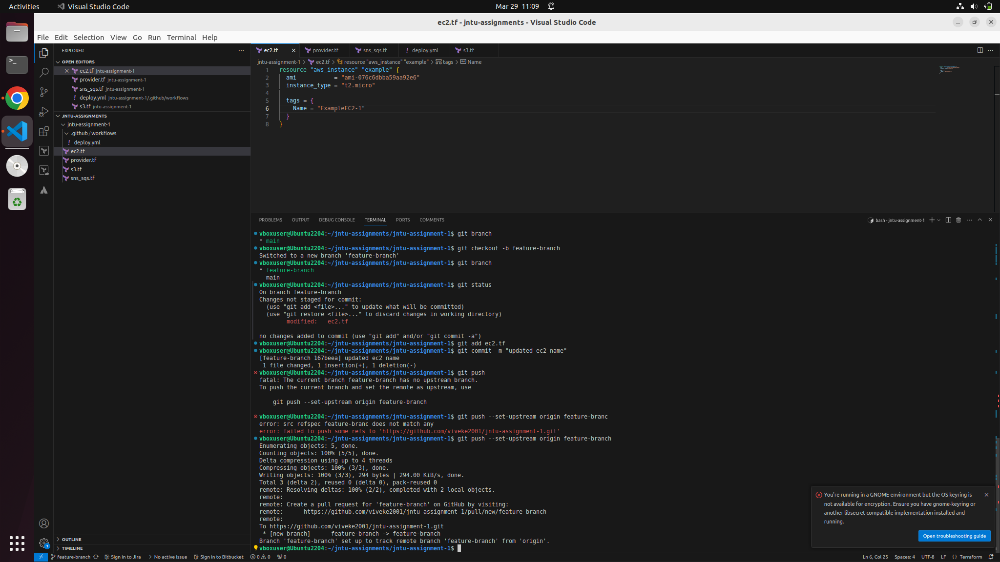 Activities
Visual Studio Code
Mar 29 11:09
ec2.tf - jntu-assignments - Visual Studio Code
File Edit Selection View Go Run Terminal Help
EXPLORER
OPEN EDITORS
ec2.tf jntu-assignment-1
provider.tf jntu-assignment-1
sns_sqs.tf jntu-assignment-1
! deploy.yml jntu-assignment-1/.github/workflows
s3.tf jntu-assignment-1
JNTU-ASSIGNMENTS
jntu-assignment-1
.github/workflows
! deploy.yml
ec2.tf
provider.tf
s3.tf
sns_sqs.tf
OUTLINE
TIMELINE
ec2.tf
provider.tf
sns_sqs.tf
! deploy.yml
s3.tf
jntu-assignment-1 > ec2.tf > resource "aws_instance" "example" > tags > Name
1 resource "aws_instance" "example" {
2   ami           = "ami-076c6dbba59aa92e6"
3   instance_type = "t2.micro"
4
5   tags = {
6     Name = "ExampleEC2-1"
7   }
8 }
PROBLEMS OUTPUT DEBUG CONSOLE TERMINAL PORTS COMMENTS
bash - jntu-assignment-1
vboxuser@Ubuntu2204:~/jntu-assignments/jntu-assignment-1$ git branch
* main
vboxuser@Ubuntu2204:~/jntu-assignments/jntu-assignment-1$ git checkout -b feature-branch
Switched to a new branch 'feature-branch'
vboxuser@Ubuntu2204:~/jntu-assignments/jntu-assignment-1$ git branch
* feature-branch
  main
vboxuser@Ubuntu2204:~/jntu-assignments/jntu-assignment-1$ git status
On branch feature-branch
Changes not staged for commit:
  (use "git add <file>..." to update what will be committed)
  (use "git restore <file>..." to discard changes in working directory)
        modified:   ec2.tf
no changes added to commit (use "git add" and/or "git commit -a")
vboxuser@Ubuntu2204:~/jntu-assignments/jntu-assignment-1$ git add ec2.tf
vboxuser@Ubuntu2204:~/jntu-assignments/jntu-assignment-1$ git commit -m "updated ec2 name"
[feature-branch 167beea] updated ec2 name
 1 file changed, 1 insertion(+), 1 deletion(-)
vboxuser@Ubuntu2204:~/jntu-assignments/jntu-assignment-1$ git push
fatal: The current branch feature-branch has no upstream branch.
To push the current branch and set the remote as upstream, use
    git push --set-upstream origin feature-branch
vboxuser@Ubuntu2204:~/jntu-assignments/jntu-assignment-1$ git push --set-upstream origin feature-branc
error: src refspec feature-branc does not match any
error: failed to push some refs to 'https://github.com/viveke2001/jntu-assignment-1.git'
vboxuser@Ubuntu2204:~/jntu-assignments/jntu-assignment-1$ git push --set-upstream origin feature-branch
Enumerating objects: 5, done.
Counting objects: 100% (5/5), done.
Delta compression using up to 4 threads
Compressing objects: 100% (3/3), done.
Writing objects: 100% (3/3), 294 bytes | 294.00 KiB/s, done.
Total 3 (delta 2), reused 0 (delta 0), pack-reused 0
remote: Resolving deltas: 100% (2/2), completed with 2 local objects.
remote:
remote: Create a pull request for 'feature-branch' on GitHub by visiting:
remote:      https://github.com/viveke2001/jntu-assignment-1/pull/new/feature-branch
remote:
To https://github.com/viveke2001/jntu-assignment-1.git
 * [new branch]      feature-branch -> feature-branch
Branch 'feature-branch' set up to track remote branch 'feature-branch' from 'origin'.
vboxuser@Ubuntu2204:~/jntu-assignments/jntu-assignment-1$
You're running in a GNOME environment but the OS keyring is
not available for encryption. Ensure you have gnome-keyring or
another libsecret compatible implementation installed and
running.
Open troubleshooting guide
1
feature-branch Sign in to Jira No active issue Sign in to Bitbucket 0 0 0
Ln 6, Col 25 Spaces: 4 UTF-8 LF {} Terraform